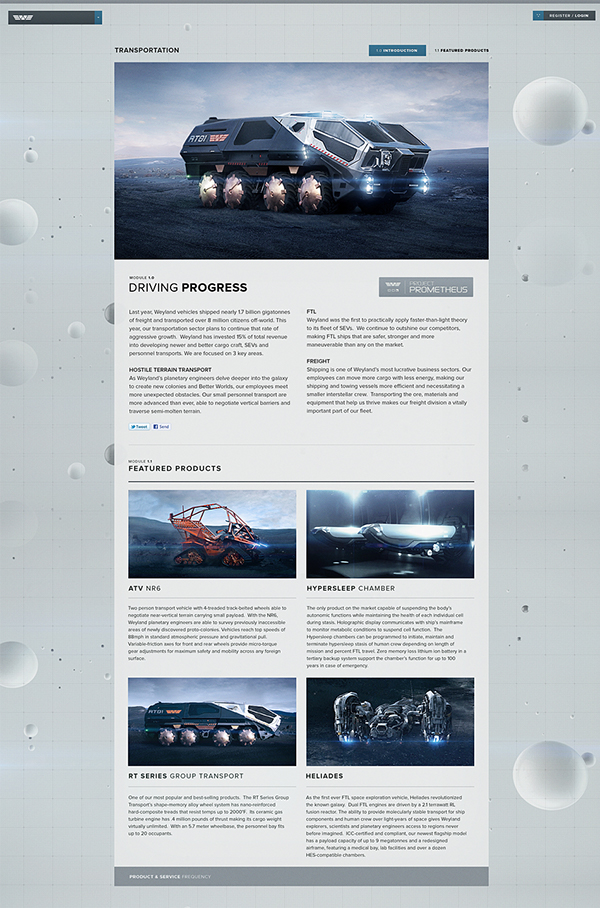 REGISTER / LOGIN
TRANSPORTATION
1.0 INTRODUCTION
1.1 FEATURED PRODUCTS
RT01
MODULE 1.0
DRIVING PROGRESS
PROJECT
PROMETHEUS
Last year, Weyland vehicles shipped nearly 1.7 billion gigatonnes
of freight and transported over 8 million citizens off-world. This
year, our transportation sector plans to continue that rate of
aggressive growth. Weyland has invested 15% of total revenue
into developing newer and better cargo craft, SEVs and
personnel transports. We are focused on 3 key areas.
HOSTILE TERRAIN TRANSPORT
As Weyland's planetary engineers delve deeper into the galaxy
to create new colonies and Better Worlds, our employees meet
more unexpected obstacles. Our small personnel transport are
more advanced than ever, able to negotiate vertical barriers and
traverse semi-molten terrain.
Tweet
Send
FTL
Weyland was the first to practically apply faster-than-light theory
to its fleet of SEVs. We continue to outshine our competitors,
making FTL ships that are safer, stronger and more
maneuverable than any on the market.
FREIGHT
Shipping is one of Weyland's most lucrative business sectors. Our
employees can move more cargo with less energy, making our
shipping and towing vessels more efficient and necessitating a
smaller interstellar crew. Transporting the ore, materials and
equipment that help us thrive makes our freight division a vitally
important part of our fleet.
MODULE 1.1
FEATURED PRODUCTS
ATV NR6
Two person transport vehicle with 4-treaded track-belted wheels able to
negotiate near-vertical terrain carrying small payload. With the NR6,
Weyland planetary engineers are able to survey previously inaccessible
areas of newly discovered proto-colonies. Vehicles reach top speeds of
88mph in standard atmospheric pressure and gravitational pull.
Variable-friction axes for front and rear wheels provide micro-torque
gear adjustments for maximum safety and mobility across any foreign
surface.
HYPERSLEEP CHAMBER
The only product on the market capable of suspending the body's
autonomic functions while maintaining the health of each individual cell
during stasis. Holographic display communicates with ship's mainframe
to monitor metabolic conditions to suspend cell function. The
Hypersleep chambers can be programmed to initiate, maintain and
terminate hypersleep stasis of human crew depending on length of
mission and percent FTL travel. Zero memory loss lithium ion battery in a
tertiary backup system support the chamber's function for up to 100
years in case of emergency.
RT01
RT SERIES GROUP TRANSPORT
One of our most popular and best-selling products. The RT Series Group
Transport's shape-memory alloy wheel system has nano-reinforced
hard-composite treads that resist temps up to 2000°F. Its ceramic gas
turbine engine has .4 million pounds of thrust making its cargo weight
virtually unlimited. With an 5.7 meter wheelbase, the personnel bay fits
up to 20 occupants.
HELIADES
As the first ever FTL space exploration vehicle, Heliades revolutionized
the known galaxy. Dual FTL engines are driven by a 2.1 terrawatt RL
fusion reactor. The ability to provide molecularly stable transport for ship
components and human crew over light-years of space gives Weyland
explorers, scientists and planetary engineers access to regions never
before imagined. ICC-certified and compliant, our newest flagship model
has a payload capacity of up to 9 megatonnes and a redesigned
airframe, featuring a medical bay, lab facilities and over a dozen
HES-compatible chambers.
PRODUCT & SERVICE FREQUENCY